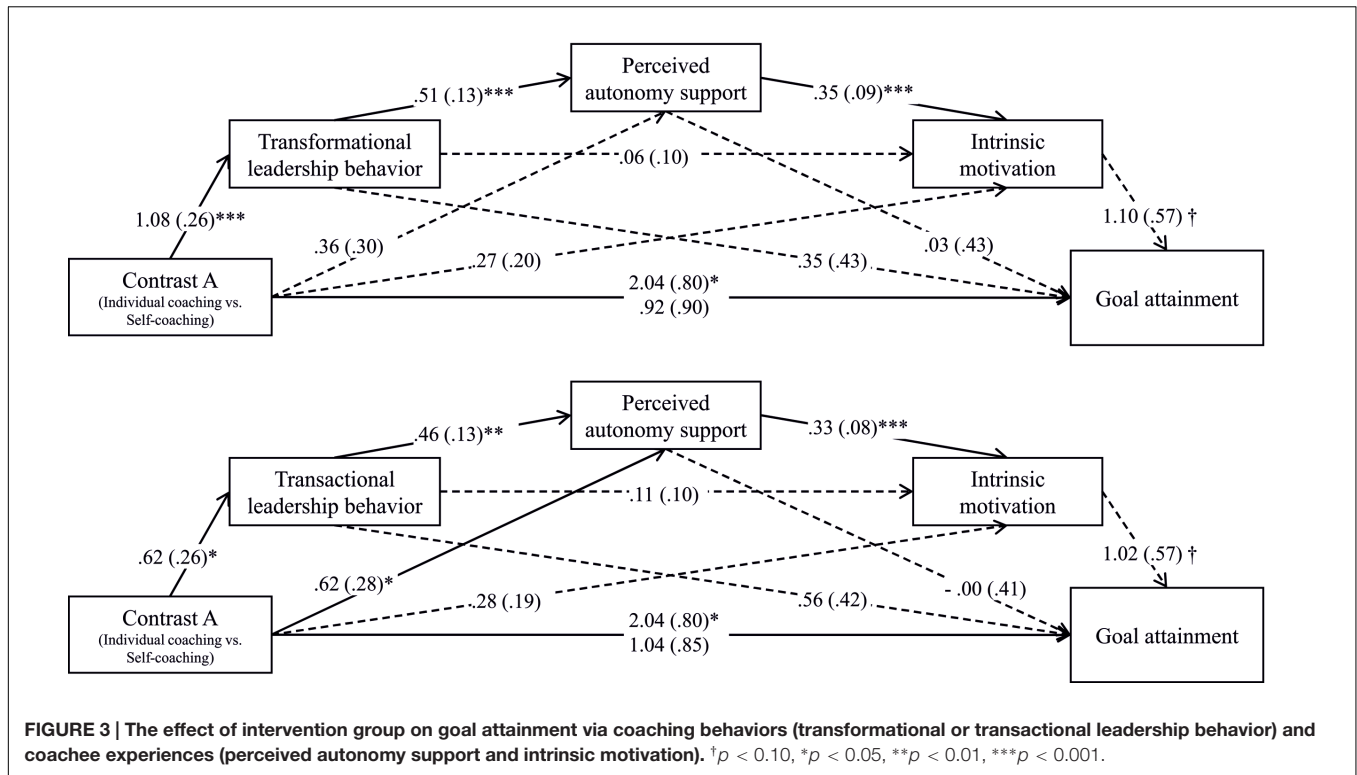 Perceived
autonomy support
.51 (.13)***
.35 (.09)***
Transformational
leadership behavior
.06 (.10)
Intrinsic
motivation
1.08 (.26)***
1.10 (.57) †
.36 (.30)
.27 (.20)
.35 (.43)
.03 (.43)
Contrast A
(Individual coaching vs.
Self-coaching)
2.04 (.80)*
.92 (.90)
Goal attainment
Perceived
autonomy support
.46 (.13)**
.33 (.08)***
Transactional
leadership behavior
.11 (.10)
Intrinsic
motivation
.62 (.26)*
1.02 (.57) †
.62 (.28)*
.28 (.19)
.56 (.42)
- .00 (.41)
Contrast A
(Individual coaching vs.
Self-coaching)
2.04 (.80)*
1.04 (.85)
Goal attainment
FIGURE 3 | The effect of intervention group on goal attainment via coaching behaviors (transformational or transactional leadership behavior) and
coachee experiences (perceived autonomy support and intrinsic motivation). †p < 0.10, *p < 0.05, **p < 0.01, ***p < 0.001.